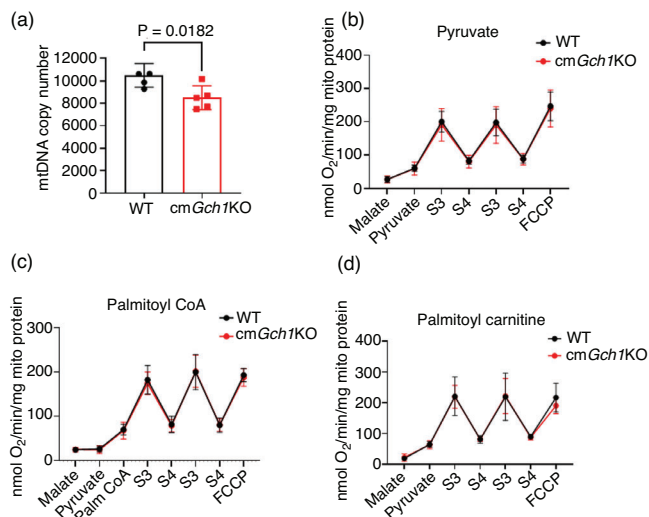 (a)
P = 0.0182
mtDNA copy number
12000
10000
8000
6000
4000
2000
0
WT
cmGch1KO
(b)
Pyruvate
WT
cmGch1KO
nmol O₂/min/mg mito protein
400
300
200
100
0
Malate
Pyruvate
S3
S4
S3
S4
FCCP
(c)
Palmitoyl CoA
WT
cmGch1KO
nmol O₂/min/mg mito protein
300
200
100
0
Malate
Pyruvate
Palm CoA
S3
S4
S3
S4
FCCP
(d)
Palmitoyl carnitine
WT
cmGch1KO
nmol O₂/min/mg mito protein
400
300
200
100
0
Malate
Pyruvate
S3
S4
S3
S4
FCCP